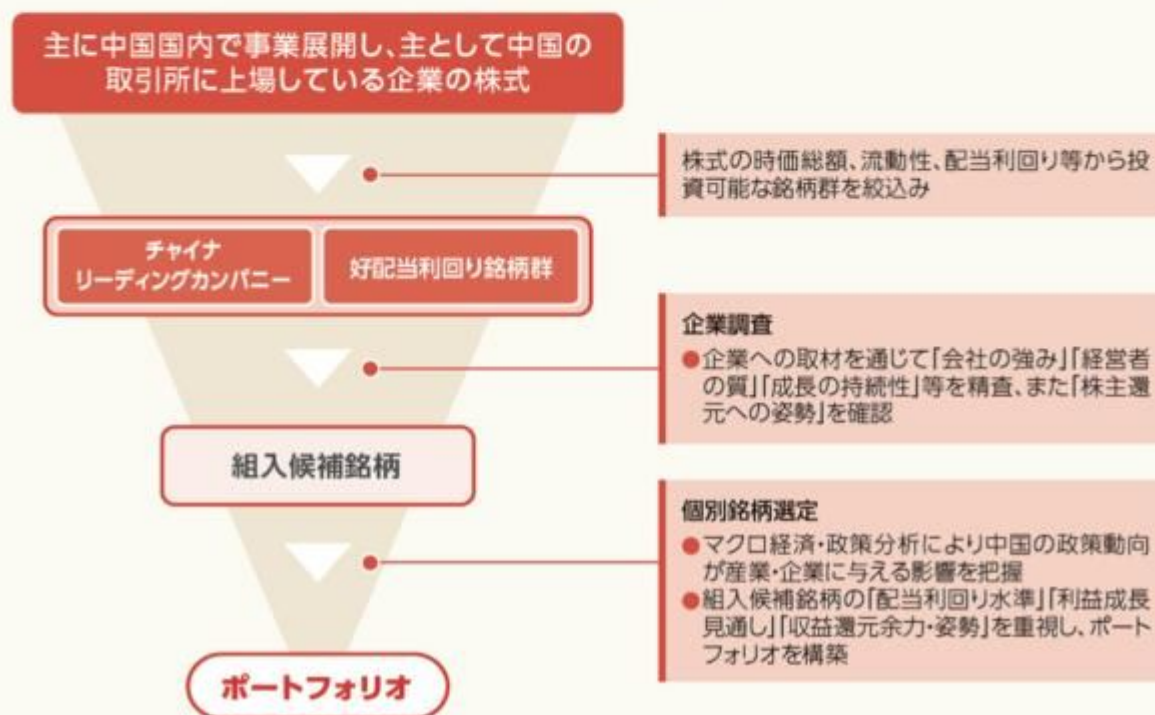 主に中国国内で事業展開し、主として中国の
取引所に上場している企業の株式
株式の時価総額、流動性、配当利回り等から投
資可能な銘柄群を絞込み
チャイナ
リーディングカンパニー
好配当利回り銘柄群
企業調査
●企業への取材を通じて「会社の強み」「経営者
の質」「成長の持続性」等を精査、また「株主還
元への姿勢」を確認
組入候補銘柄
個別銘柄選定
●マクロ経済・政策分析により中国の政策動向
が産業・企業に与える影響を把握
●組入候補銘柄の「配当利回り水準」「利益成長
見通し」「収益還元余力・姿勢」を重視し、ポート
フォリオを構築
ポートフォリオ